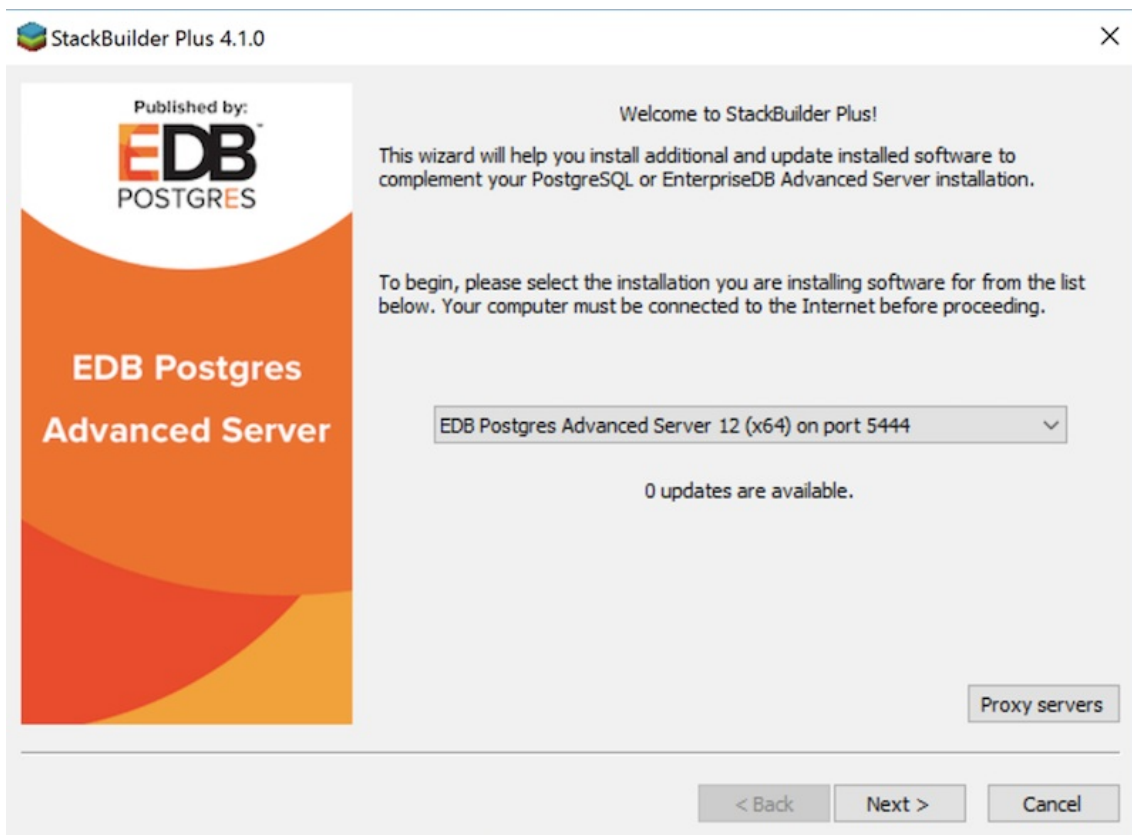 StackBuilder Plus 4.1.0
Published by:
EDB™
POSTGRES
EDB Postgres
Advanced Server
Welcome to StackBuilder Plus!
This wizard will help you install additional and update installed software to
complement your PostgreSQL or EnterpriseDB Advanced Server installation.
To begin, please select the installation you are installing software for from the list
below. Your computer must be connected to the Internet before proceeding.
EDB Postgres Advanced Server 12 (x64) on port 5444
0 updates are available.
Proxy servers
< Back
Next >
Cancel